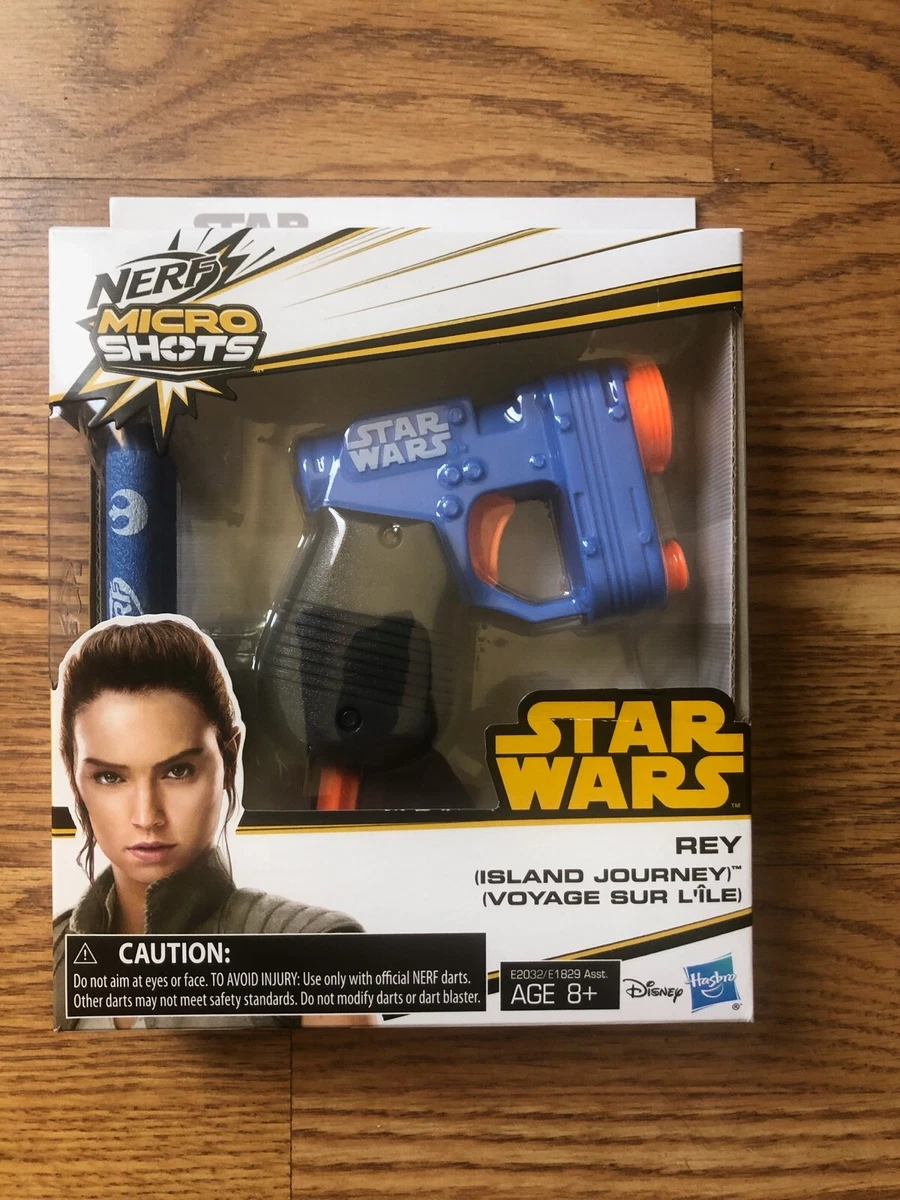 STAR
NERF
MICRO
SHOTS
STAR
WARS
STAR
WARS™
REY
(ISLAND JOURNEY)™
(VOYAGE SUR L'ÎLE)
⚠ CAUTION:
Do not aim at eyes or face. TO AVOID INJURY: Use only with official NERF darts.
Other darts may not meet safety standards. Do not modify darts or dart blaster.
E2032/E1829 Asst.
AGE 8+
Disney
Hasbro
®